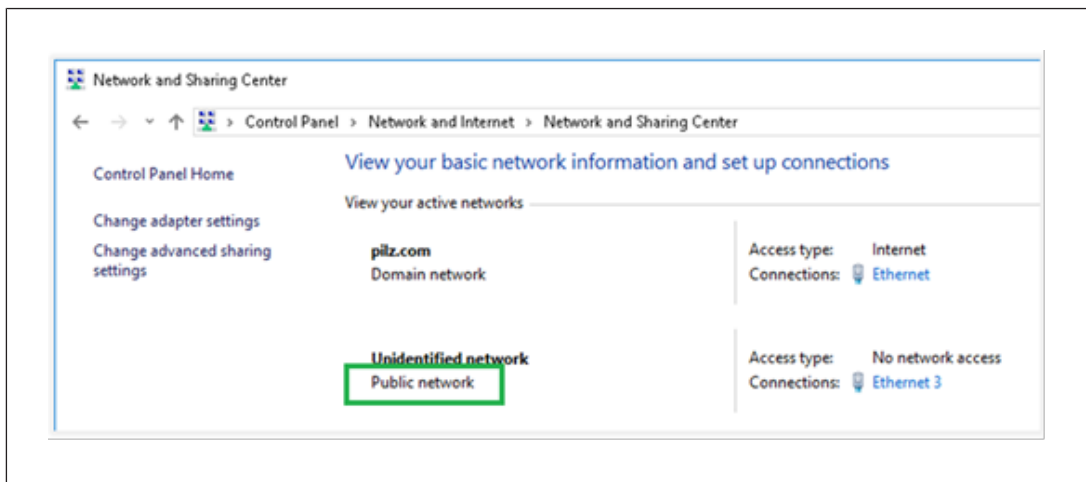 Network and Sharing Center
Control Panel > Network and Internet > Network and Sharing Center
Control Panel Home
Change adapter settings
Change advanced sharing
settings
View your basic network information and set up connections
View your active networks
pilz.com
Domain network
Access type: Internet
Connections: Ethernet
Unidentified network
Public network
Access type: No network access
Connections: Ethernet 3